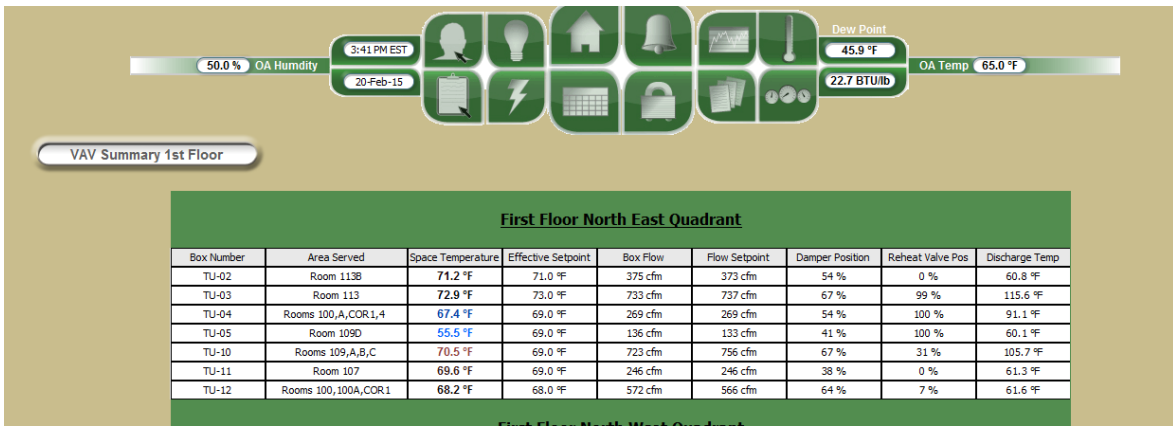 Dew Point
3:41 PM EST
45.9 °F
50.0 % OA Humdity
OA Temp 65.0 °F
20-Feb-15
22.7 BTU/lb
VAV Summary 1st Floor
First Floor North East Quadrant
Box Number Area Served Space Temperature Effective Setpoint Box Flow Flow Setpoint Damper Position Reheat Valve Pos Discharge Temp
TU-02 Room 113B 71.2 °F 71.0 °F 375 cfm 373 cfm 54 % 0 % 60.8 °F
TU-03 Room 113 72.9 °F 73.0 °F 733 cfm 737 cfm 67 % 99 % 115.6 °F
TU-04 Rooms 100,A,COR1,4 67.4 °F 69.0 °F 269 cfm 269 cfm 54 % 100 % 91.1 °F
TU-05 Room 109D 55.5 °F 69.0 °F 136 cfm 133 cfm 41 % 100 % 60.1 °F
TU-10 Rooms 109,A,B,C 70.5 °F 69.0 °F 723 cfm 756 cfm 67 % 31 % 105.7 °F
TU-11 Room 107 69.6 °F 69.0 °F 246 cfm 246 cfm 38 % 0 % 61.3 °F
TU-12 Rooms 100,100A,COR1 68.2 °F 68.0 °F 572 cfm 566 cfm 64 % 7 % 61.6 °F
First Floor North West Quadrant